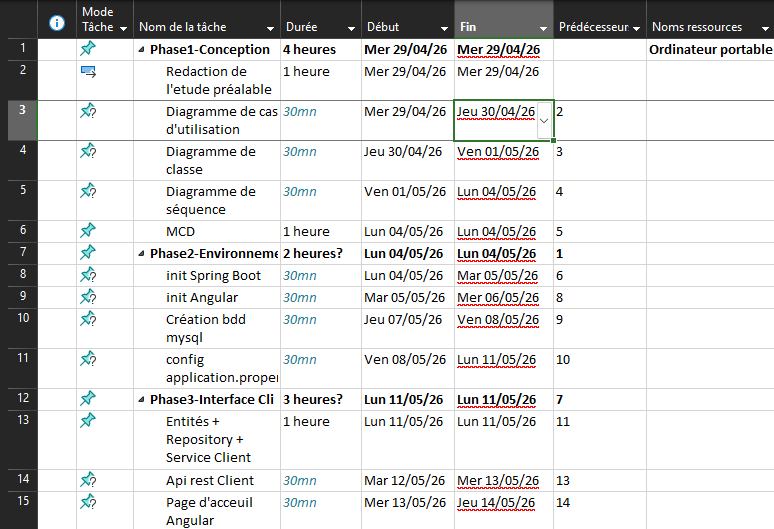 Mode Tâche Nom de la tâche Durée Début Fin Prédécesseur Noms ressources
1 Phase1-Conception 4 heures Mer 29/04/26 Mer 29/04/26 Ordinateur portable
2 Redaction de l'etude préalable 1 heure Mer 29/04/26 Mer 29/04/26
3 Diagramme de cas d'utilisation 30mn Mer 29/04/26 Jeu 30/04/26 2
4 Diagramme de classe 30mn Jeu 30/04/26 Ven 01/05/26 3
5 Diagramme de séquence 30mn Ven 01/05/26 Lun 04/05/26 4
6 MCD 1 heure Lun 04/05/26 Lun 04/05/26 5
7 Phase2-Environneme 2 heures? Lun 04/05/26 Lun 04/05/26 1
8 init Spring Boot 30mn Lun 04/05/26 Mar 05/05/26 6
9 init Angular 30mn Mar 05/05/26 Mer 06/05/26 8
10 Création bdd mysql 30mn Jeu 07/05/26 Ven 08/05/26 9
11 config application.proper 30mn Ven 08/05/26 Lun 11/05/26 10
12 Phase3-Interface Cli 3 heures? Lun 11/05/26 Lun 11/05/26 7
13 Entités + Repository + Service Client 1 heure Lun 11/05/26 Lun 11/05/26 11
14 Api rest Client 30mn Mar 12/05/26 Mer 13/05/26 13
15 Page d'acceuil Angular 30mn Mer 13/05/26 Jeu 14/05/26 14